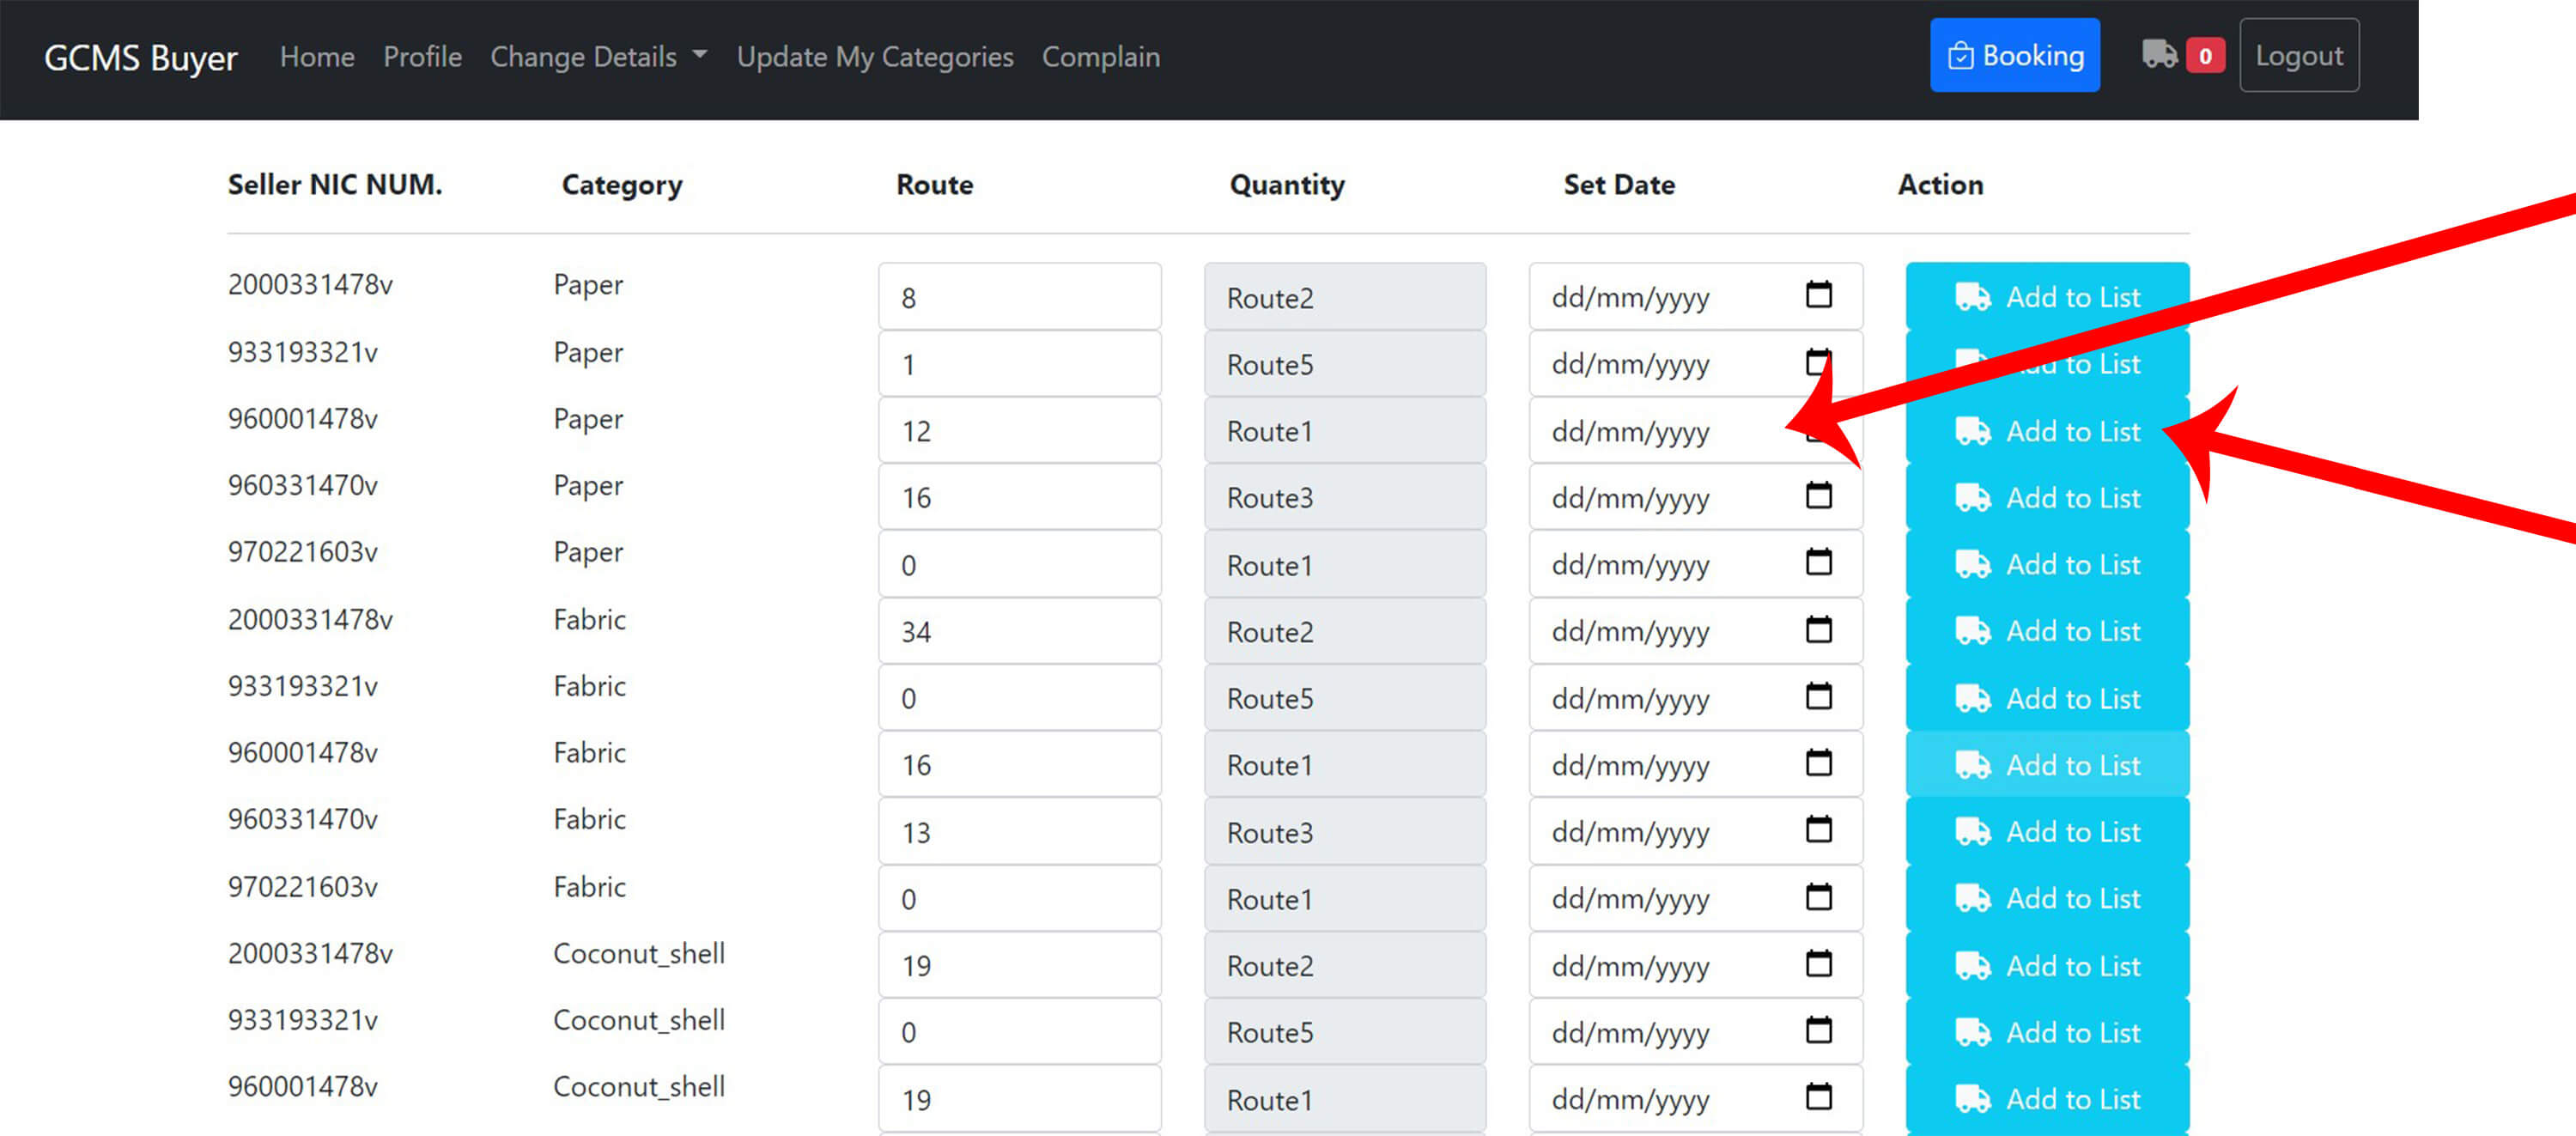 GCMS Buyer Home Profile Change Details Update My Categories Complain Booking 0 Logout
Seller NIC NUM. Category Route Quantity Set Date Action
2000331478v Paper 8 Route2 dd/mm/yyyy Add to List
933193321v Paper 1 Route5 dd/mm/yyyy Add to List
960001478v Paper 12 Route1 dd/mm/yyyy Add to List
960331470v Paper 16 Route3 dd/mm/yyyy Add to List
970221603v Paper 0 Route1 dd/mm/yyyy Add to List
2000331478v Fabric 34 Route2 dd/mm/yyyy Add to List
933193321v Fabric 0 Route5 dd/mm/yyyy Add to List
960001478v Fabric 16 Route1 dd/mm/yyyy Add to List
960331470v Fabric 13 Route3 dd/mm/yyyy Add to List
970221603v Fabric 0 Route1 dd/mm/yyyy Add to List
2000331478v Coconut_shell 19 Route2 dd/mm/yyyy Add to List
933193321v Coconut_shell 0 Route5 dd/mm/yyyy Add to List
960001478v Coconut_shell 19 Route1 dd/mm/yyyy Add to List